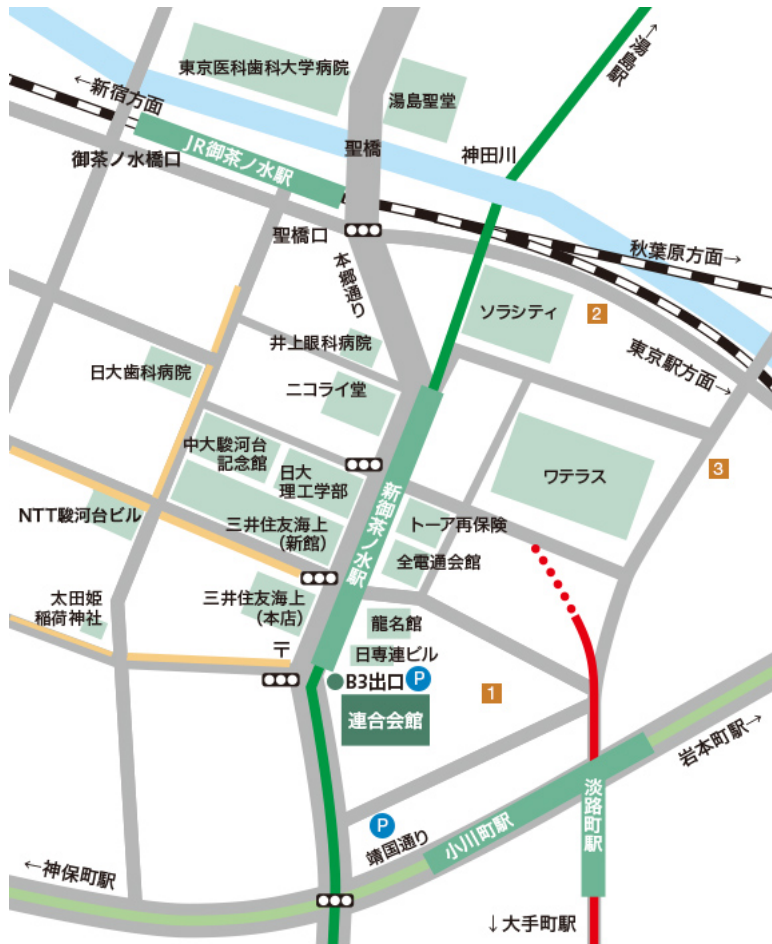 東京医科歯科大学病院
湯島聖堂
←湯島駅
←新宿方面
JR御茶ノ水駅
御茶ノ水橋口
聖橋
神田川
聖橋口
本郷通り
秋葉原方面→
ソラシティ
2
東京駅方面→
井上眼科病院
日大歯科病院
ニコライ堂
中大駿河台
記念館
日大
理工学部
ワテラス
3
新御茶ノ水駅
NTT駿河台ビル
三井住友海上
(新館)
トーア再保険
全電通会館
太田姫
稲荷神社
三井住友海上
(本店)
龍名館
〒
日専連ビル
B3出口
P
1
連合会館
岩本町駅→
淡路町駅
小川町駅
P
靖国通り
←神保町駅
↓大手町駅